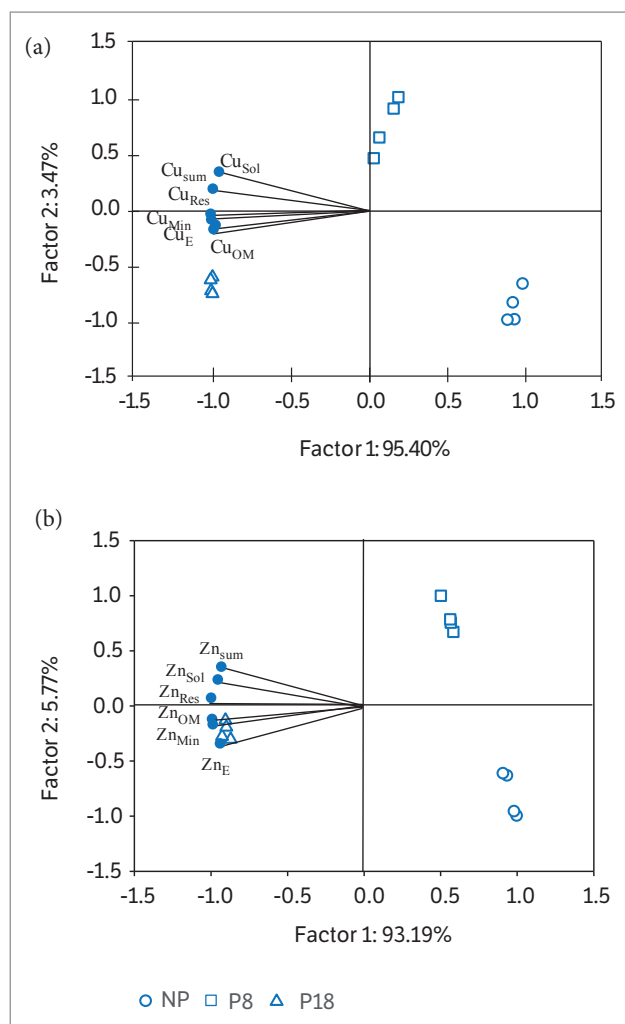 (a)
1.5
1.0
0.5
0.0
-0.5
-1.0
1.5
Factor 2: 3.47%
Cu_Sol
Cu_sum
Cu_Res
Cu_Min
Cu_E
Cu_OM
-1.5 -1.0 -0.5 0.0 0.5 1.0 1.5
Factor 1: 95.40%
(b)
1.5
1.0
0.5
0.0
-0.5
-1.0
-1.5
Factor 2: 5.77%
Zn_sum
Zn_Sol
Zn_Res
Zn_OM
Zn_Min
Zn_E
-1.5 -1.0 -0.5 0.0 0.5 1.0 1.5
Factor 1: 93.19%
NP P8 P18